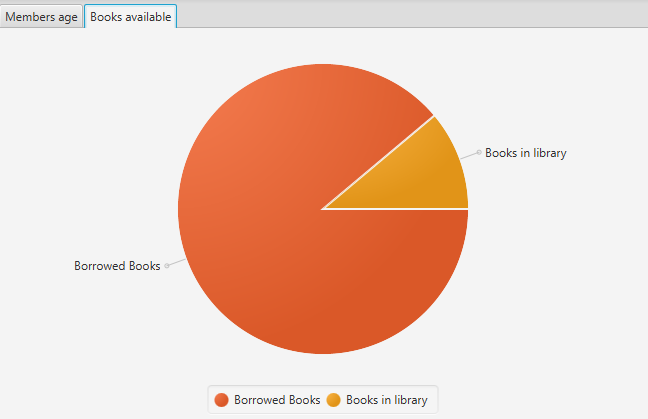 Members age
Books available
Books in library
Borrowed Books
Borrowed Books Books in library